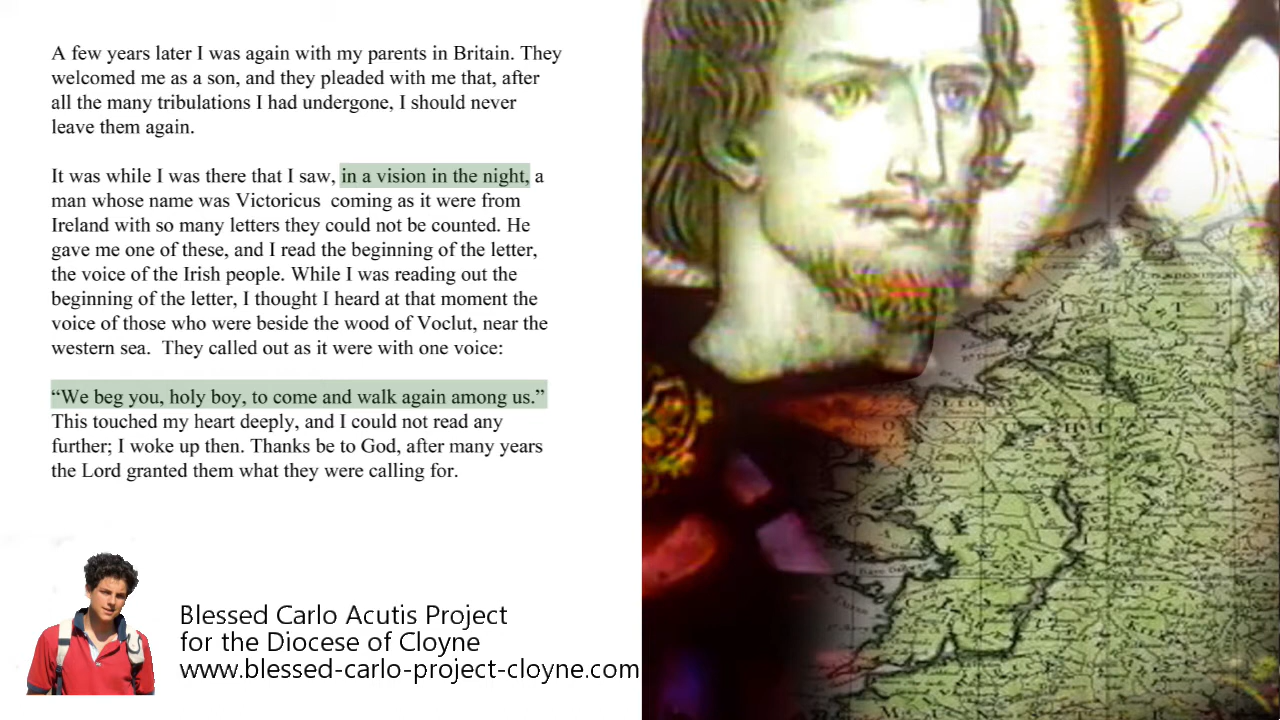 A few years later I was again with my parents in Britain. They
welcomed me as a son, and they pleaded with me that, after
all the many tribulations I had undergone, I should never
leave them again.
It was while I was there that I saw, in a vision in the night, a
man whose name was Victoricus coming as it were from
Ireland with so many letters they could not be counted. He
gave me one of these, and I read the beginning of the letter,
the voice of the Irish people. While I was reading out the
beginning of the letter, I thought I heard at that moment the
voice of those who were beside the wood of Voclut, near the
western sea. They called out as it were with one voice:
“We beg you, holy boy, to come and walk again among us.”
This touched my heart deeply, and I could not read any
further; I woke up then. Thanks be to God, after many years
the Lord granted them what they were calling for.
Blessed Carlo Acutis Project
for the Diocese of Cloyne
www.blessed-carlo-project-cloyne.com